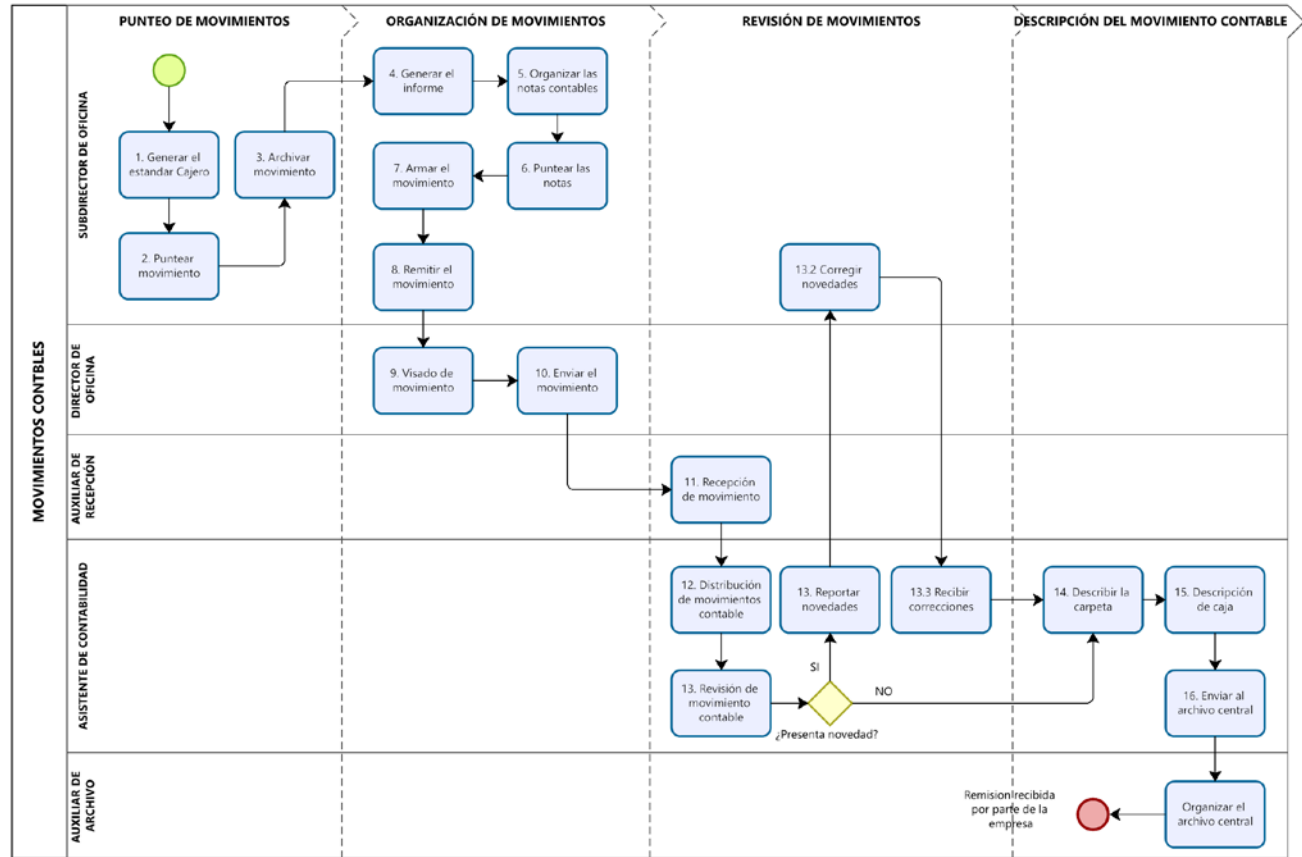 PUNTEO DE MOVIMIENTOS
ORGANIZACIÓN DE MOVIMIENTOS
REVISIÓN DE MOVIMIENTOS
DESCRIPCIÓN DEL MOVIMIENTO CONTABLE
MOVIMIENTOS CONTBLES
SUBDIRECTOR DE OFICINA
1. Generar el
estandar Cajero
2. Puntear
movimiento
3. Archivar
movimiento
4. Generar el
informe
5. Organizar las
notas contables
6. Puntear las
notas
7. Armar el
movimiento
8. Remitir el
movimiento
13.2 Corregir
novedades
DIRECTOR DE
OFICINA
9. Visado de
movimiento
10. Enviar el
movimiento
AUXILIAR DE
RECEPCIÓN
11. Recepción
de movimiento
ASISTENTE DE CONTABILIDAD
12. Distribución
de movimientos
contable
13. Reportar
novedades
13.3 Recibir
correcciones
14. Describir la
carpeta
15. Descripción
de caja
13. Revisión de
movimiento
contable
SI
NO
¿Presenta novedad?
16. Enviar al
archivo central
AUXILIAR DE
ARCHIVO
Remision recibida
por parte de la
empresa
Organizar el
archivo central